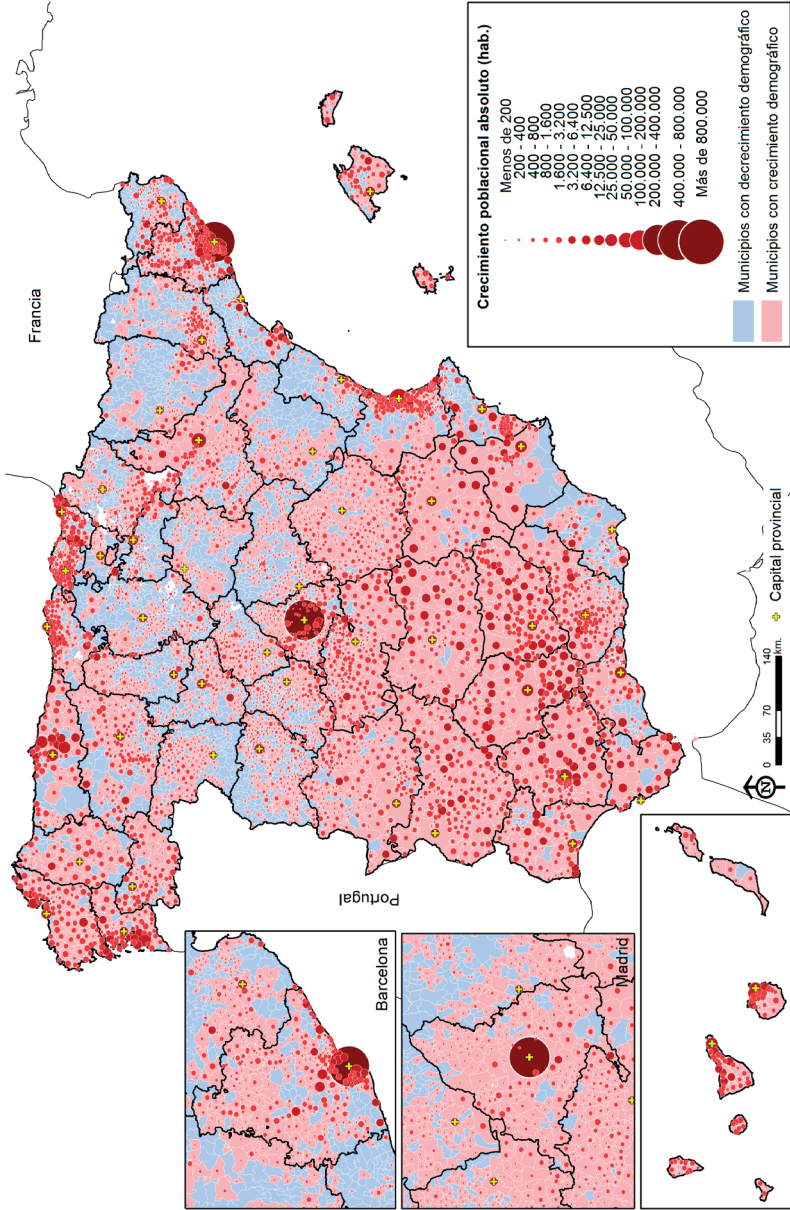 Francia
Portugal
Barcelona
Madrid
Crecimiento poblacional absoluto (hab.)
Menos de 200
200 - 400
400 - 800
800 - 1.600
1.600 - 3.200
3.200 - 6.400
6.400 - 12.500
12.500 - 25.000
25.000 - 50.000
50.000 - 100.000
100.000 - 200.000
200.000 - 400.000
400.000 - 800.000
Más de 800.000
Municipios con decrecimiento demográfico
Municipios con crecimiento demográfico
N
0 35 70 140
km.
Capital provincial